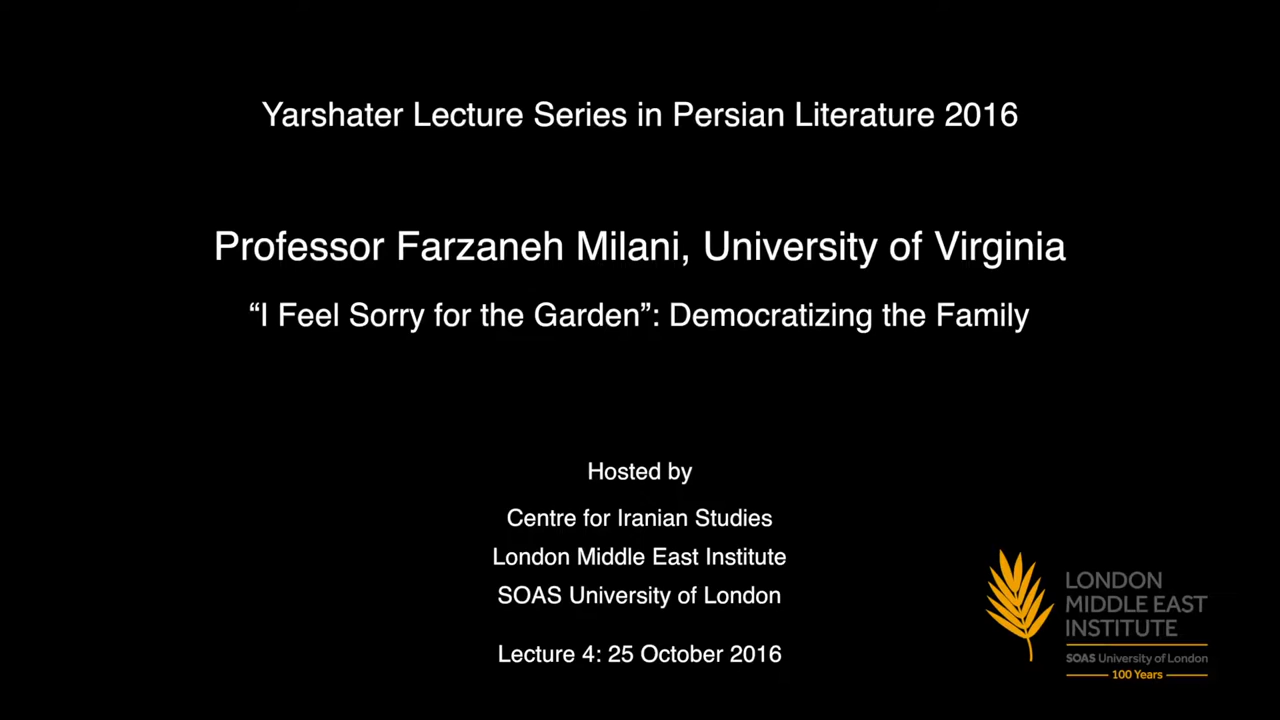 Yarshater Lecture Series in Persian Literature 2016
Professor Farzaneh Milani, University of Virginia
“I Feel Sorry for the Garden”: Democratizing the Family
Hosted by
Centre for Iranian Studies
London Middle East Institute
SOAS University of London
Lecture 4: 25 October 2016
LONDON
MIDDLE EAST
INSTITUTE
SOAS University of London
100 Years